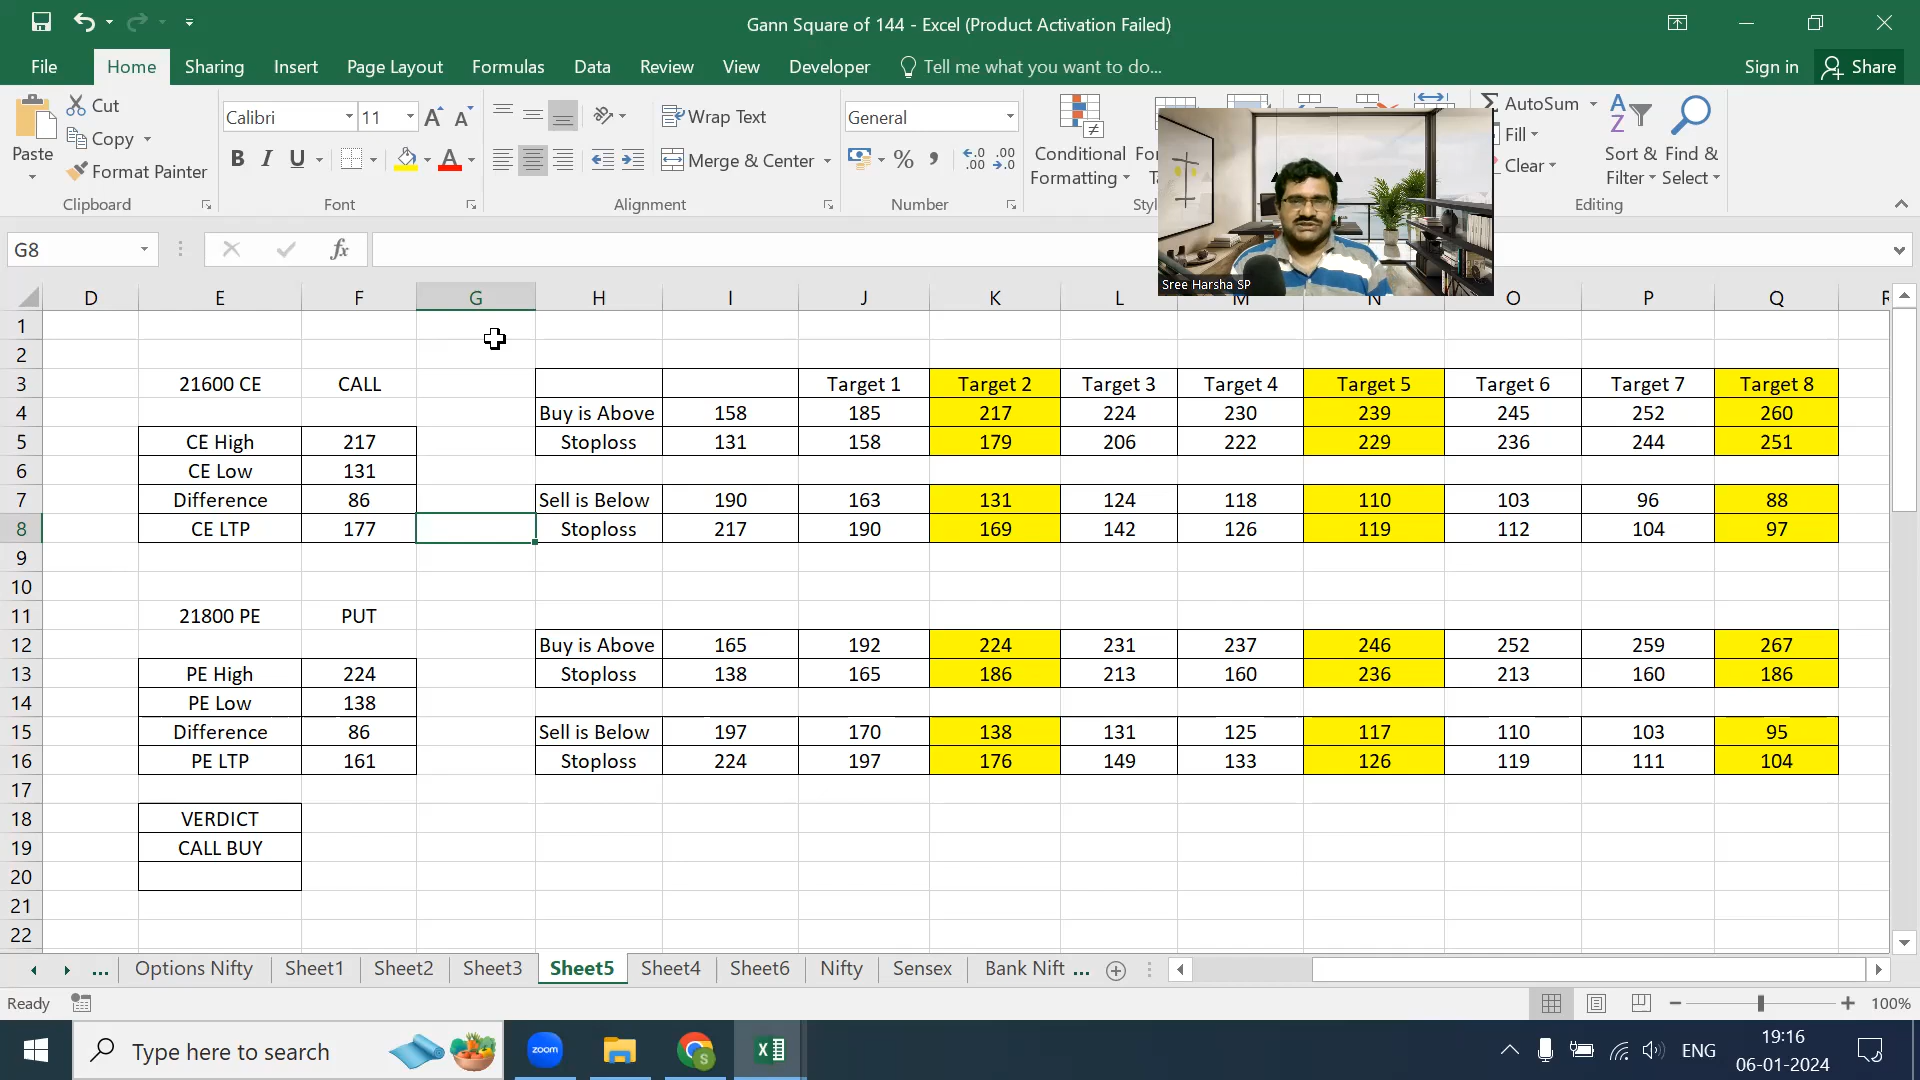 Gann Square of 144 - Excel (Product Activation Failed)
File Home Sharing Insert Page Layout Formulas Data Review View Developer Tell me what you want to do... Sign in Share
Paste Cut Copy Format Painter
Clipboard
Calibri 11 A A
B I U A
Font
Wrap Text
Merge & Center
Alignment
General
% , .0 .00 .00 .0
Number
Conditional
Formatting
AutoSum
Fill
Clear
A Z
Sort & Filter
Find & Select
Editing
Sree Harsha SP
G8 fx
D E F G H I J K L M N O P Q
1
2
3 21600 CE CALL Target 1 Target 2 Target 3 Target 4 Target 5 Target 6 Target 7 Target 8
4 Buy is Above 158 185 217 224 230 239 245 252 260
5 CE High 217 Stoploss 131 158 179 206 222 229 236 244 251
6 CE Low 131
7 Difference 86 Sell is Below 190 163 131 124 118 110 103 96 88
8 CE LTP 177 Stoploss 217 190 169 142 126 119 112 104 97
9
10
11 21800 PE PUT
12 Buy is Above 165 192 224 231 237 246 252 259 267
13 PE High 224 Stoploss 138 165 186 213 160 236 213 160 186
14 PE Low 138
15 Difference 86 Sell is Below 197 170 138 131 125 117 110 103 95
16 PE LTP 161 Stoploss 224 197 176 149 133 126 119 111 104
17
18 VERDICT
19 CALL BUY
20
21
22
... Options Nifty Sheet1 Sheet2 Sheet3 Sheet5 Sheet4 Sheet6 Nifty Sensex Bank Nift ...
Ready 100%
Type here to search zoom S ENG 19:16
06-01-2024